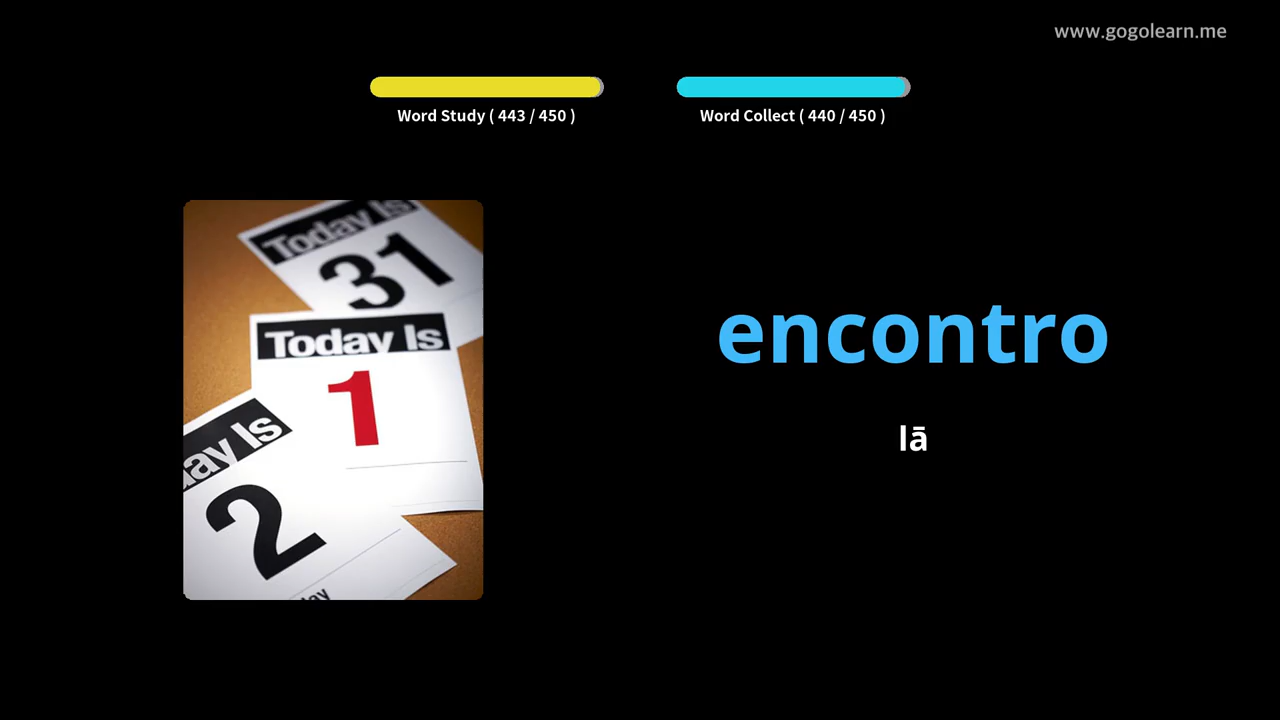 www.gogolearn.me
Word Study ( 443 / 450 )
Word Collect ( 440 / 450 )
Today Is
31
Today Is
1
day Is
2
day
encontro
lā